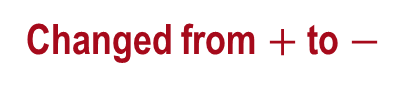 Changed from + to −